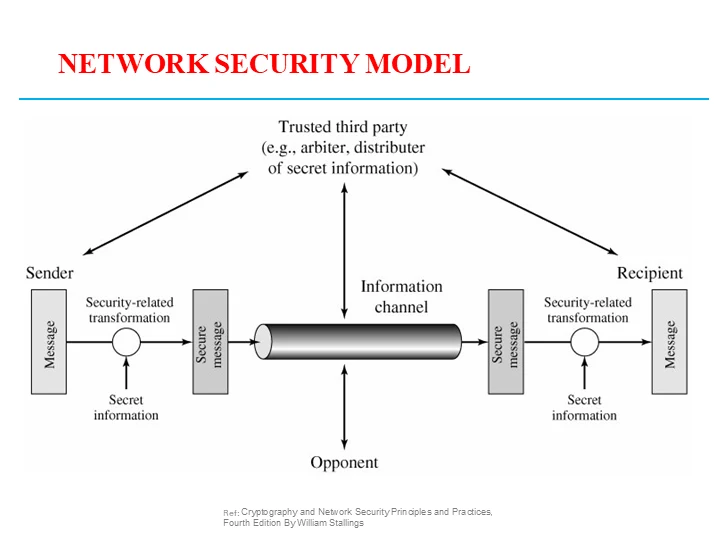 NETWORK SECURITY MODEL
Trusted third party
(e.g., arbiter, distributer
of secret information)
Sender
Recipient
Information
channel
Security-related
transformation
Security-related
transformation
Message
Secure
message
Secure
message
Message
Secret
information
Secret
information
Opponent
Ref: Cryptography and Network Security Principles and Practices,
Fourth Edition By William Stallings